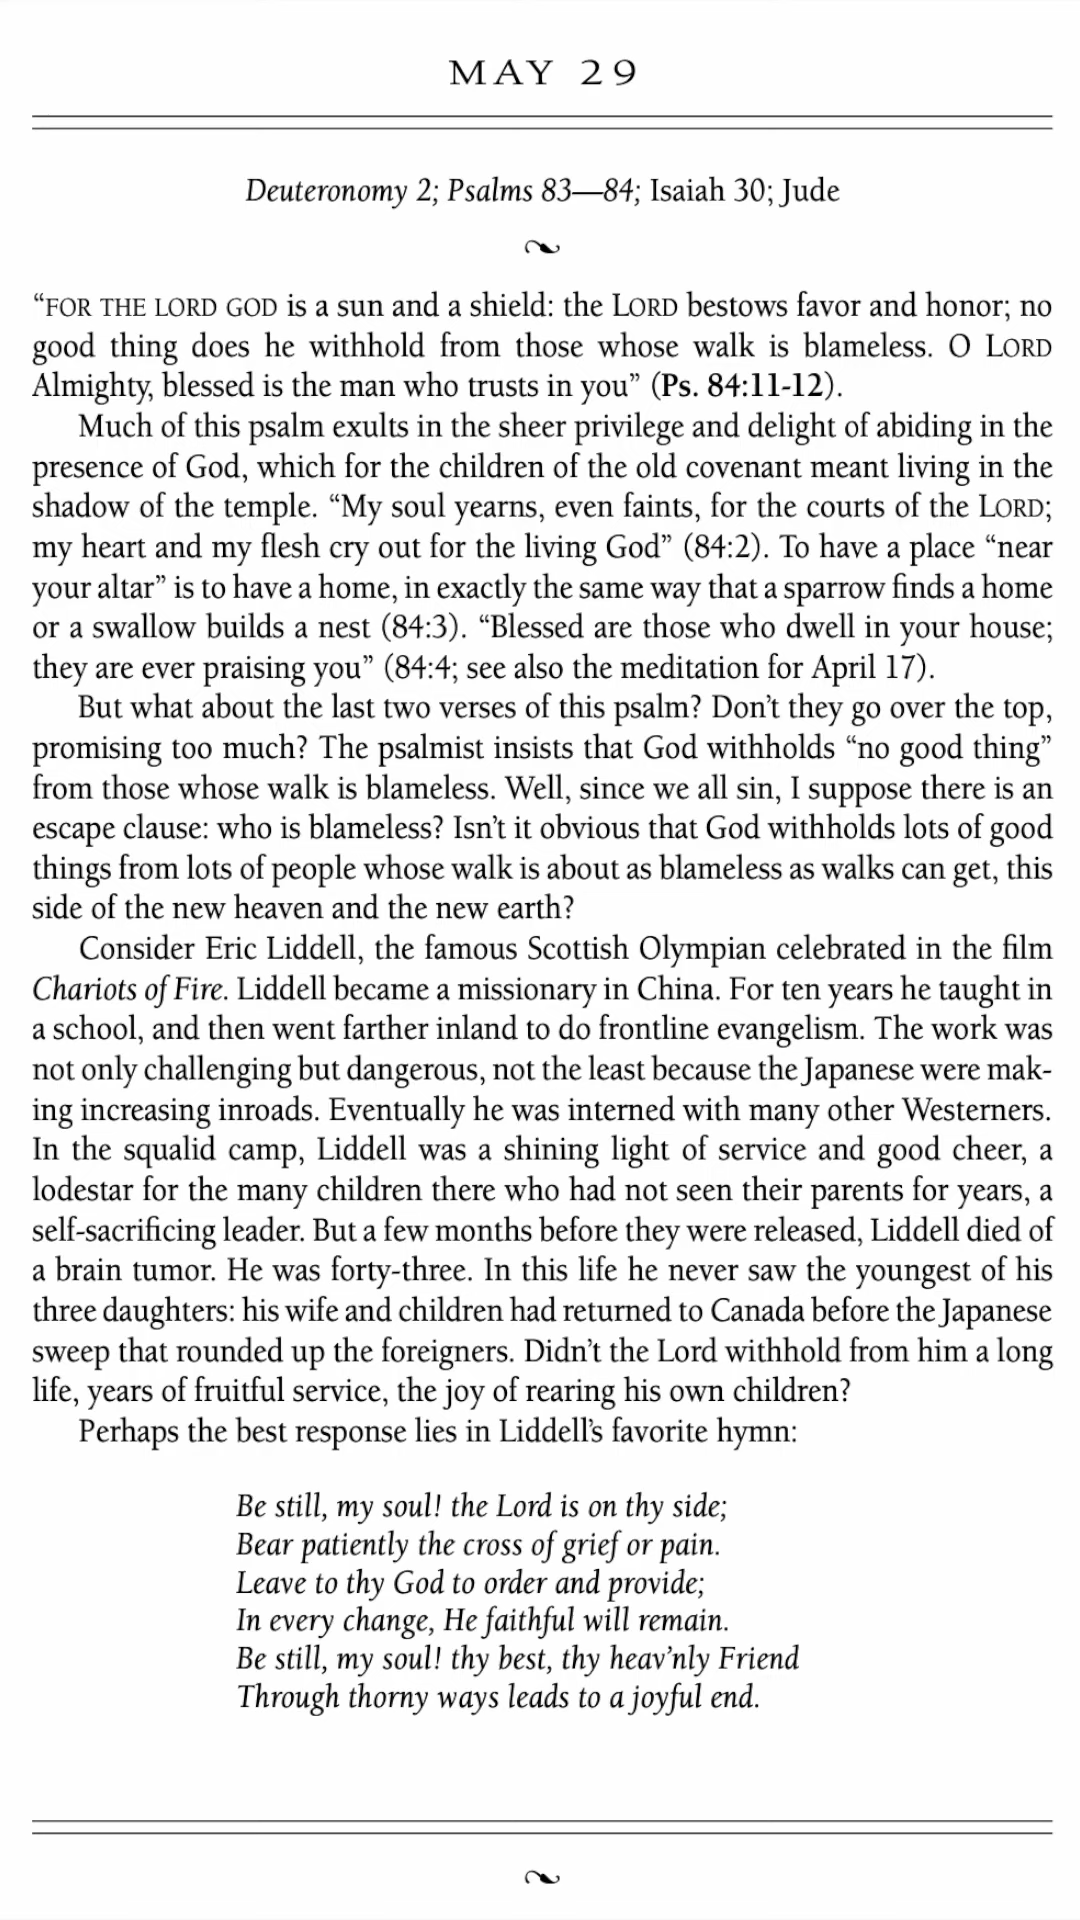 MAY 29
Deuteronomy 2; Psalms 83—84; Isaiah 30; Jude
“FOR THE LORD GOD is a sun and a shield: the LORD bestows favor and honor; no
good thing does he withhold from those whose walk is blameless. O LORD
Almighty, blessed is the man who trusts in you” (Ps. 84:11-12).
Much of this psalm exults in the sheer privilege and delight of abiding in the
presence of God, which for the children of the old covenant meant living in the
shadow of the temple. “My soul yearns, even faints, for the courts of the LORD;
my heart and my flesh cry out for the living God” (84:2). To have a place “near
your altar” is to have a home, in exactly the same way that a sparrow finds a home
or a swallow builds a nest (84:3). “Blessed are those who dwell in your house;
they are ever praising you” (84:4; see also the meditation for April 17).
But what about the last two verses of this psalm? Don’t they go over the top,
promising too much? The psalmist insists that God withholds “no good thing”
from those whose walk is blameless. Well, since we all sin, I suppose there is an
escape clause: who is blameless? Isn’t it obvious that God withholds lots of good
things from lots of people whose walk is about as blameless as walks can get, this
side of the new heaven and the new earth?
Consider Eric Liddell, the famous Scottish Olympian celebrated in the film
Chariots of Fire. Liddell became a missionary in China. For ten years he taught in
a school, and then went farther inland to do frontline evangelism. The work was
not only challenging but dangerous, not the least because the Japanese were mak-
ing increasing inroads. Eventually he was interned with many other Westerners.
In the squalid camp, Liddell was a shining light of service and good cheer, a
lodestar for the many children there who had not seen their parents for years, a
self-sacrificing leader. But a few months before they were released, Liddell died of
a brain tumor. He was forty-three. In this life he never saw the youngest of his
three daughters: his wife and children had returned to Canada before the Japanese
sweep that rounded up the foreigners. Didn’t the Lord withhold from him a long
life, years of fruitful service, the joy of rearing his own children?
Perhaps the best response lies in Liddell’s favorite hymn:
Be still, my soul! the Lord is on thy side;
Bear patiently the cross of grief or pain.
Leave to thy God to order and provide;
In every change, He faithful will remain.
Be still, my soul! thy best, thy heav’nly Friend
Through thorny ways leads to a joyful end.